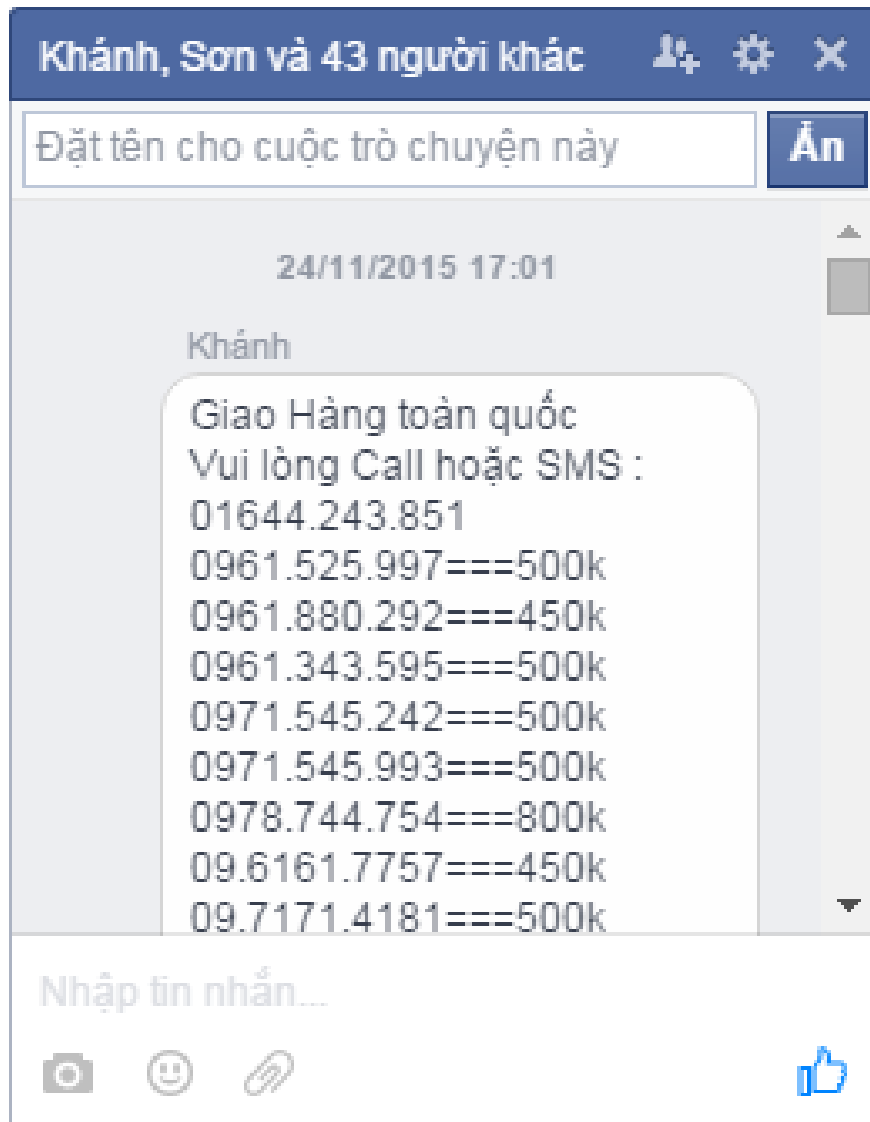 Khánh, Sơn và 43 người khác
Đặt tên cho cuộc trò chuyện này
Ẩn
24/11/2015 17:01
Khánh
Giao Hàng toàn quốc
Vui lòng Call hoặc SMS :
01644.243.851
0961.525.997===500k
0961.880.292===450k
0961.343.595===500k
0971.545.242===500k
0971.545.993===500k
0978.744.754===800k
09.6161.7757===450k
09.7171.4181===500k
Nhập tin nhắn...